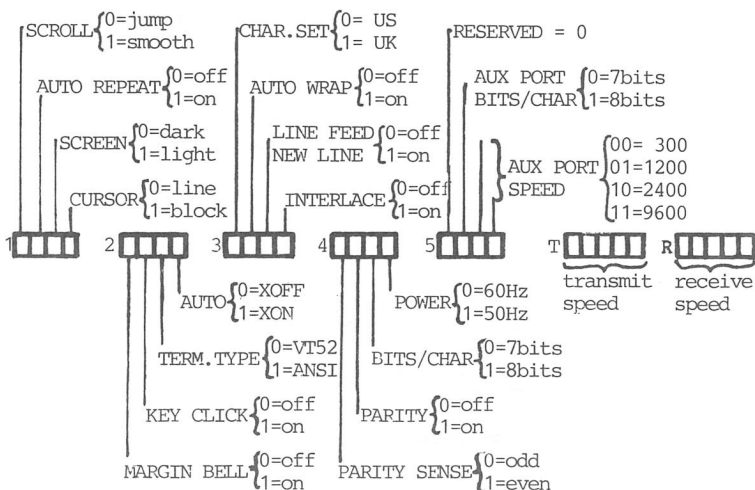 SCROLL 0=jump
1=smooth
AUTO REPEAT 0=off
1=on
SCREEN 0=dark
1=light
CURSOR 0=line
1=block
CHAR.SET 0= US
1= UK
AUTO WRAP 0=off
1=on
LINE FEED 0=off
NEW LINE 1=on
INTERLACE 0=off
1=on
RESERVED = 0
AUX PORT 0=7bits
BITS/CHAR 1=8bits
AUX PORT
SPEED
00= 300
01=1200
10=2400
11=9600
1 2 3 4 5 T R
transmit
speed
receive
speed
AUTO 0=XOFF
1=XON
TERM.TYPE 0=VT52
1=ANSI
KEY CLICK 0=off
1=on
MARGIN BELL 0=off
1=on
POWER 0=60Hz
1=50Hz
BITS/CHAR 0=7bits
1=8bits
PARITY 0=off
1=on
PARITY SENSE 0=odd
1=even